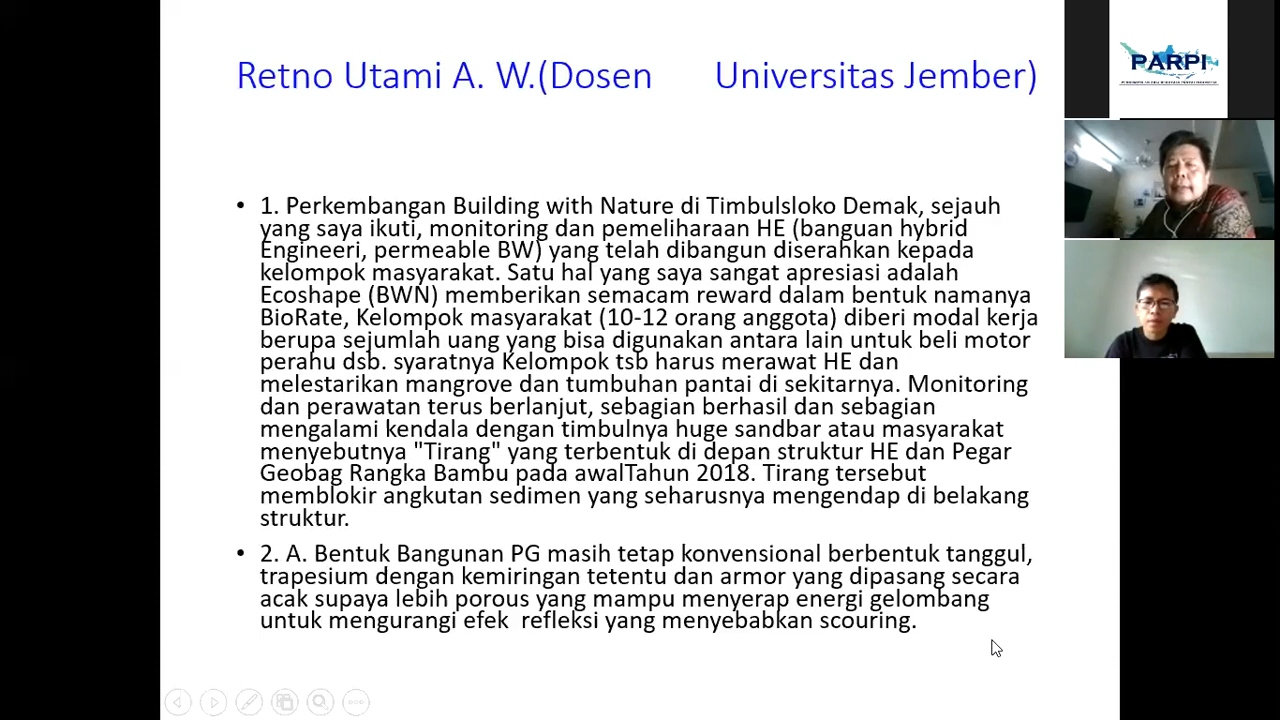 Retno Utami A. W.(Dosen Universitas Jember)
• 1. Perkembangan Building with Nature di Timbulsloko Demak, sejauh
yang saya ikuti, monitoring dan pemeliharaan HE (banguan hybrid
Engineeri, permeable BW) yang telah dibangun diserahkan kepada
kelompok masyarakat. Satu hal yang saya sangat apresiasi adalah
Ecoshape (BWN) memberikan semacam reward dalam bentuk namanya
BioRate, Kelompok masyarakat (10-12 orang anggota) diberi modal kerja
berupa sejumlah uang yang bisa digunakan antara lain untuk beli motor
perahu dsb. syaratnya Kelompok tsb harus merawat HE dan
melestarikan mangrove dan tumbuhan pantai di sekitarnya. Monitoring
dan perawatan terus berlanjut, sebagian berhasil dan sebagian
mengalami kendala dengan timbulnya huge sandbar atau masyarakat
menyebutnya "Tirang" yang terbentuk di depan struktur HE dan Pegar
Geobag Rangka Bambu pada awalTahun 2018. Tirang tersebut
memblokir angkutan sedimen yang seharusnya mengendap di belakang
struktur.
• 2. A. Bentuk Bangunan PG masih tetap konvensional berbentuk tanggul,
trapesium dengan kemiringan tetentu dan armor yang dipasang secara
acak supaya lebih porous yang mampu menyerap energi gelombang
untuk mengurangi efek refleksi yang menyebabkan scouring.
PARPI